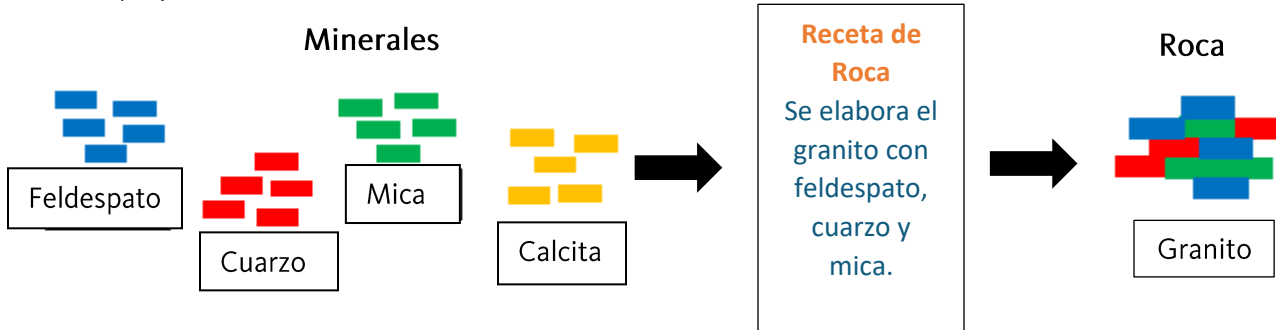 Minerales
Feldespato
Cuarzo
Mica
Calcita
Receta de
Roca
Se elabora el
granito con
feldespato,
cuarzo y
mica.
Roca
Granito